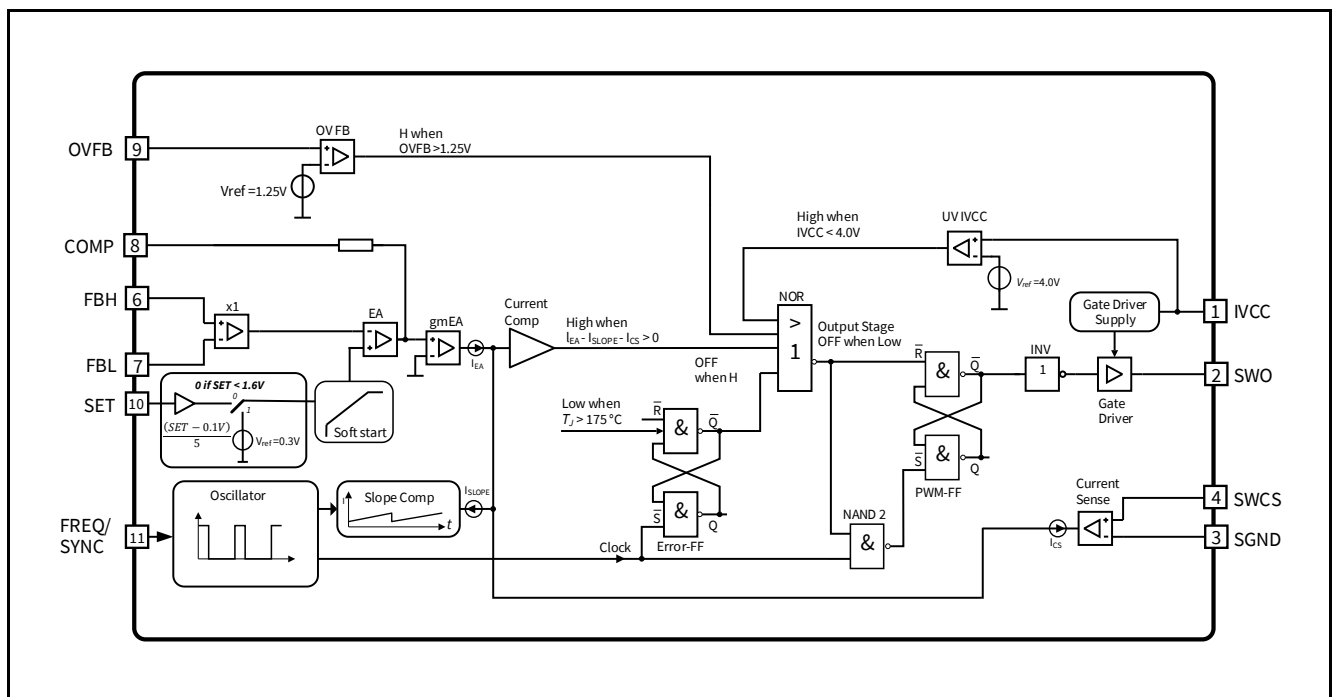 OVFB
9
OVFB
H when
OVFB >1.25V
Vref =1.25V
COMP
8
High when
IVCC < 4.0V
UV IVCC
Vref =4.0V
FBH
6
x1
EA
gmEA
IEA
Current
Comp
High when
IEA - ISLOPE - ICS > 0
NOR
>
1
Output Stage
OFF when Low
Gate Driver
Supply
1
IVCC
FBL
7
OFF
when H
R
&
Q
INV
1
Gate
Driver
2
SWO
SET
10
0 if SET < 1.6V
0
1
(SET − 0.1V)
5
Vref =0.3V
Soft start
Low when
TJ > 175 °C
R
&
Q
S
&
Q
PWM-FF
FREQ/
SYNC
11
Oscillator
Slope Comp
I
t
ISLOPE
S
&
Q
Error-FF
Clock
NAND 2
&
Current
Sense
ICS
4
SWCS
3
SGND